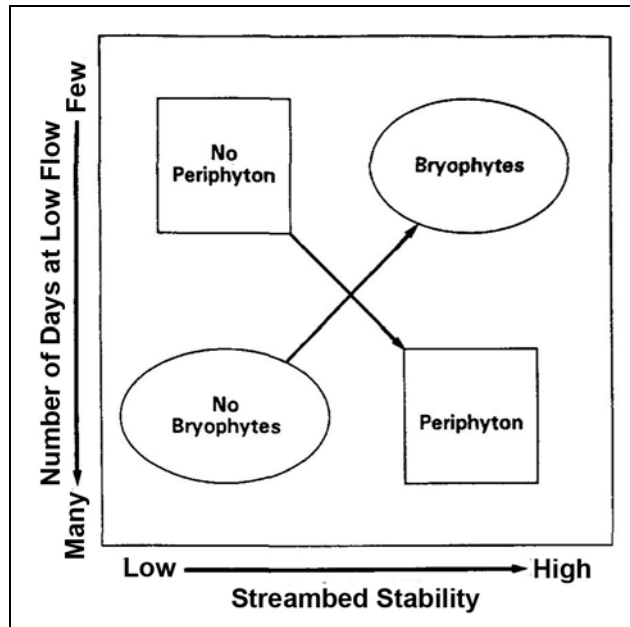 Few
Number of Days at Low Flow
Many
No
Periphyton
Bryophytes
No
Bryophytes
Periphyton
Low
High
Streambed Stability